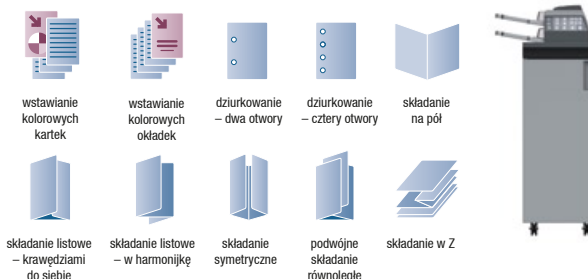 wstawianie
kolorowych
kartek
wstawianie
kolorowych
okładek
dziurkowanie
– dwa otwory
dziurkowanie
– cztery otwory
składanie
na pół
składanie listowe
– krawędziami
do siebie
składanie listowe
– w harmonijkę
składanie
symetryczne
podwójne
składanie
równoległe
składanie w Z